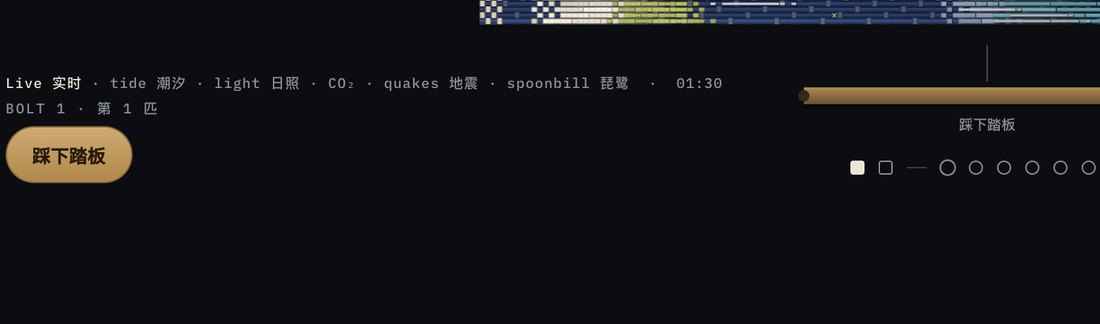 Live 实时 · tide 潮汐 · light 日照 · CO₂ · quakes 地震 · spoonbill 琵鹭 · 01:30
BOLT 1 · 第 1 匹
踩下踏板
踩下踏板